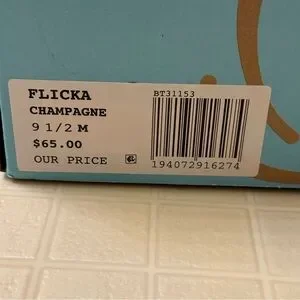 FLICKA
CHAMPAGNE
9 1/2 M
$65.00
OUR PRICE
BT31153
194072916274